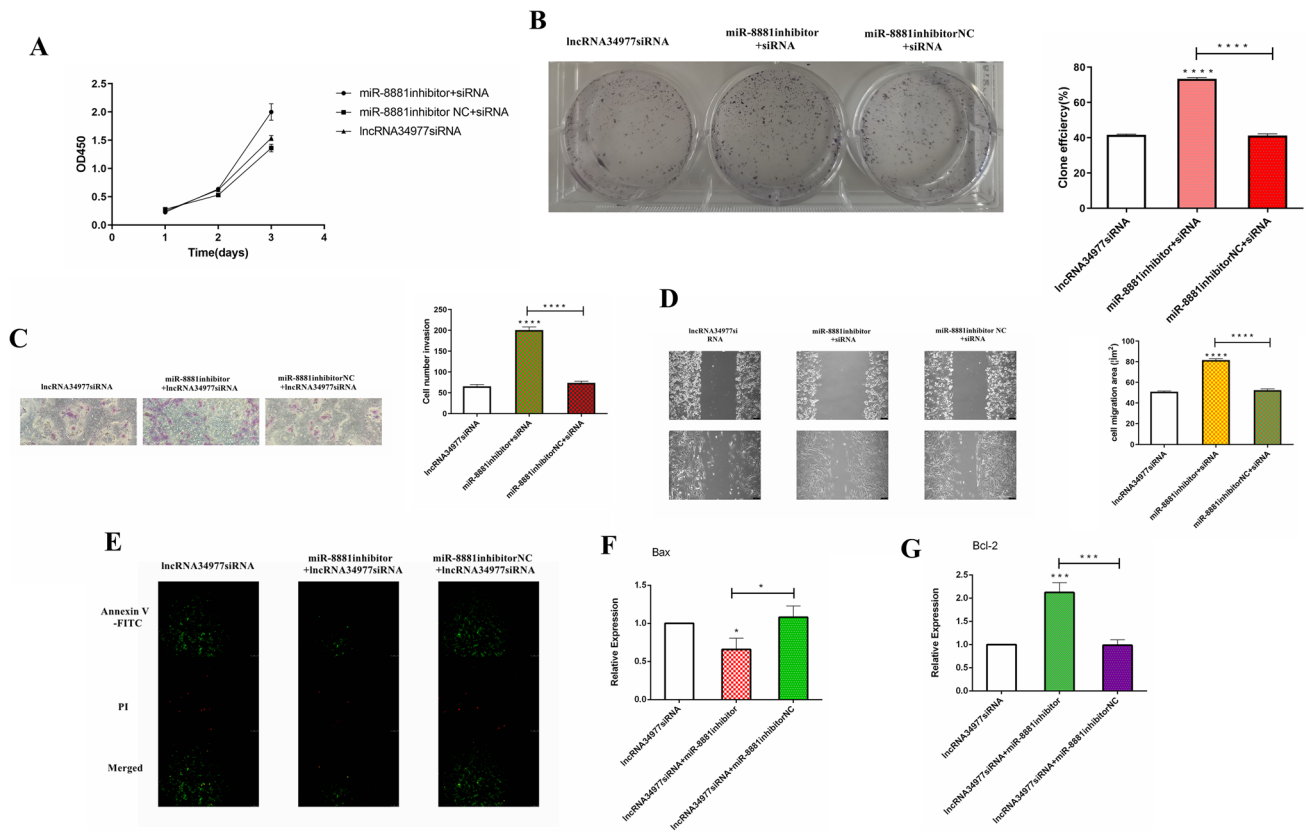 A
2.5
2.0
1.5
1.0
0.5
0.0
OD450
0
1
2
3
4
Time(days)
miR-8881inhibitor+siRNA
miR-8881inhibitor NC+siRNA
lncRNA34977siRNA
B
lncRNA34977siRNA
miR-8881inhibitor
+siRNA
miR-8881inhibitorNC
+siRNA
Clone effciercy(%)
100
80
60
40
20
0
****
****
lncRNA34977siRNA
miR-8881inhibitor+siRNA
miR-8881inhibitorNC+siRNA
C
lncRNA34977siRNA
miR-8881inhibitor
+lncRNA34977siRNA
miR-8881inhibitorNC
+lncRNA34977siRNA
Cell number invasion
250
200
150
100
50
0
****
****
lncRNA34977siRNA
miR-8881inhibitor+siRNA
miR-8881inhibitorNC+siRNA
D
lncRNA34977si
RNA
miR-8881inhibitor
+siRNA
miR-8881inhibitor NC
+siRNA
cell migration area (¦Ìm²)
100
80
60
40
20
0
****
****
lncRNA34977siRNA
miR-8881inhibitor+siRNA
miR-8881inhibitorNC+siRNA
E
lncRNA34977siRNA
miR-8881inhibitor
+lncRNA34977siRNA
miR-8881inhibitorNC
+lncRNA34977siRNA
Annexin V
-FITC
PI
Merged
F
Bax
Relative Expression
1.5
1.0
0.5
0.0
*
*
lncRNA34977siRNA
lncRNA34977siRNA+miR-8881inhibitor
lncRNA34977siRNA+miR-8881inhibitorNC
G
Bcl-2
Relative Expression
2.5
2.0
1.5
1.0
0.5
0.0
***
***
lncRNA34977siRNA
lncRNA34977siRNA+miR-8881inhibitor
lncRNA34977siRNA+miR-8881inhibitorNC